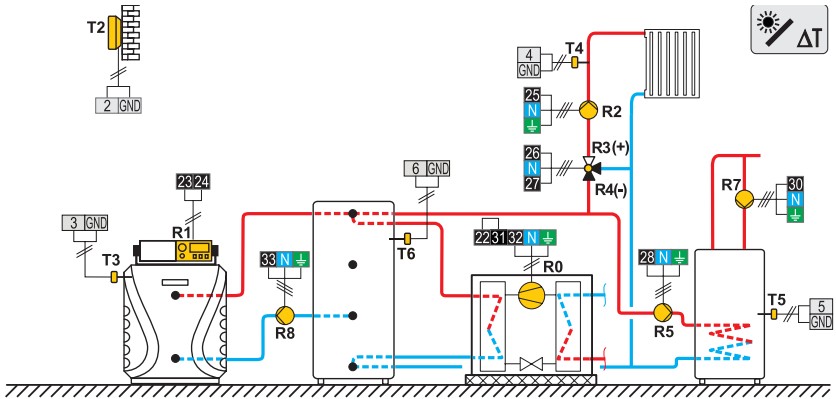 T2
2 GND
4 GND
T4
25 N
R2
26 N 27
R3(+)
R4(-)
ΔT
3 GND
T3
23 24
R1
6 GND
T6
33 N
R8
22 31 32 N
R0
28 N
R5
R7
30 N
T5
5 GND